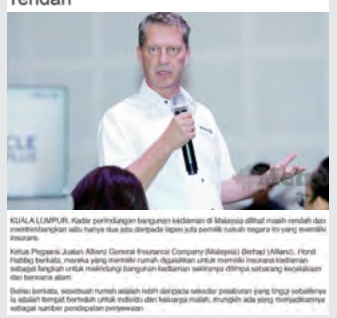 rendah
CLE
PLUS
KUALA LUMPUR: Kadar perlindungan bangunan kediaman di Malaysia dilihat masih rendah dan
membimbangkan iaitu hanya dua juta daripada lapan juta pemilik rumah negara ini yang memiliki
insurans.
Ketua Pegawai Jualan Allianz General Insurance Company (Malaysia) Berhad (Allianz), Horst
Habbig berkata, mereka yang memiliki rumah digalakkan untuk memiliki insurans kediaman
sebagai langkah untuk melindungi bangunan kediaman sekiranya ditimpa sebarang kecelakaan
dan bencana alam.
Beliau berkata, sesebuah rumah adalah lebih daripada sekadar pelaburan yang tinggi sebaliknya
ia adalah tempat berteduh untuk individu dan keluarga malah, mungkin ada yang menjadikannya
sebagai sumber pendapatan penyewaan